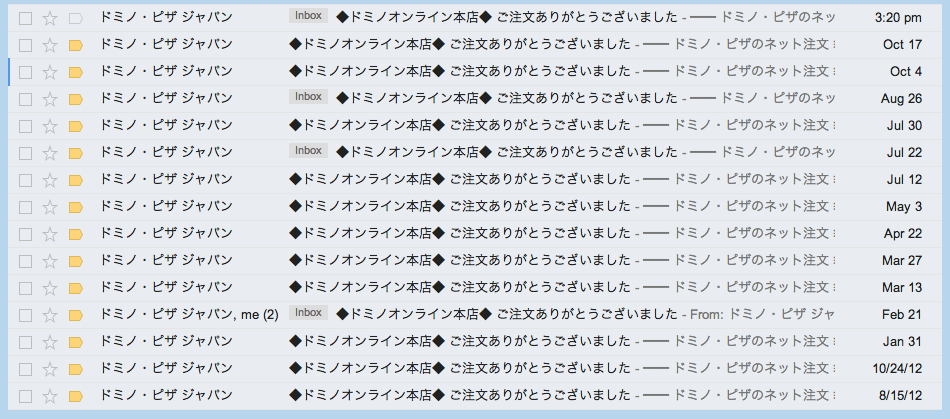 ドミノ・ピザ ジャパン Inbox ◆ドミノオンライン本店◆ ご注文ありがとうございました - ━━ ドミノ・ピザのネッ 3:20 pm
ドミノ・ピザ ジャパン ◆ドミノオンライン本店◆ ご注文ありがとうございました - ━━ ドミノ・ピザのネット注文 Oct 17
ドミノ・ピザ ジャパン ◆ドミノオンライン本店◆ ご注文ありがとうございました - ━━ ドミノ・ピザのネット注文 Oct 4
ドミノ・ピザ ジャパン Inbox ◆ドミノオンライン本店◆ ご注文ありがとうございました - ━━ ドミノ・ピザのネッ Aug 26
ドミノ・ピザ ジャパン ◆ドミノオンライン本店◆ ご注文ありがとうございました - ━━ ドミノ・ピザのネット注文 Jul 30
ドミノ・ピザ ジャパン Inbox ◆ドミノオンライン本店◆ ご注文ありがとうございました - ━━ ドミノ・ピザのネッ Jul 22
ドミノ・ピザ ジャパン ◆ドミノオンライン本店◆ ご注文ありがとうございました - ━━ ドミノ・ピザのネット注文 Jul 12
ドミノ・ピザ ジャパン ◆ドミノオンライン本店◆ ご注文ありがとうございました - ━━ ドミノ・ピザのネット注文 May 3
ドミノ・ピザ ジャパン ◆ドミノオンライン本店◆ ご注文ありがとうございました - ━━ ドミノ・ピザのネット注文 Apr 22
ドミノ・ピザ ジャパン ◆ドミノオンライン本店◆ ご注文ありがとうございました - ━━ ドミノ・ピザのネット注文 Mar 27
ドミノ・ピザ ジャパン ◆ドミノオンライン本店◆ ご注文ありがとうございました - ━━ ドミノ・ピザのネット注文 Mar 13
ドミノ・ピザ ジャパン, me (2) Inbox ◆ドミノオンライン本店◆ ご注文ありがとうございました - From: ドミノ・ピザ ジャ Feb 21
ドミノ・ピザ ジャパン ◆ドミノオンライン本店◆ ご注文ありがとうございました - ━━ ドミノ・ピザのネット注文 Jan 31
ドミノ・ピザ ジャパン ◆ドミノオンライン本店◆ ご注文ありがとうございました - ━━ ドミノ・ピザのネット注文 10/24/12
ドミノ・ピザ ジャパン ◆ドミノオンライン本店◆ ご注文ありがとうございました - ━━ ドミノ・ピザのネット注文 8/15/12